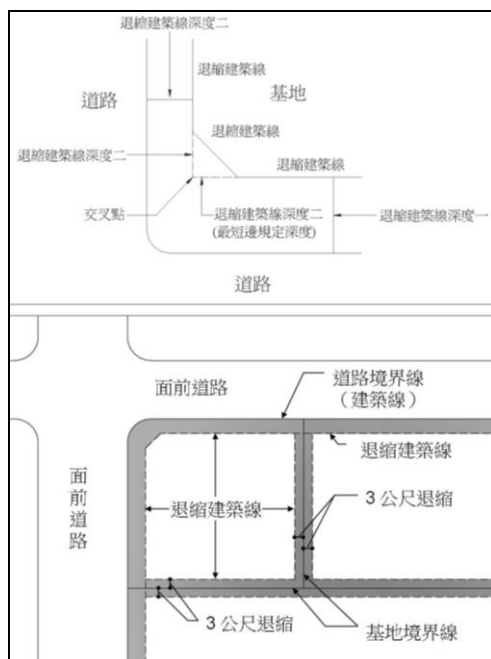 退縮建築線深度二
退縮建築線
道路
基地
退縮建築線
退縮建築線深度二
退縮建築線
交叉點
退縮建築線深度二
(最短邊規定深度)
退縮建築線深度一
道路
面前道路
道路境界線
(建築線)
退縮建築線
面前道路
退縮建築線
3 公尺退縮
3 公尺退縮
基地境界線